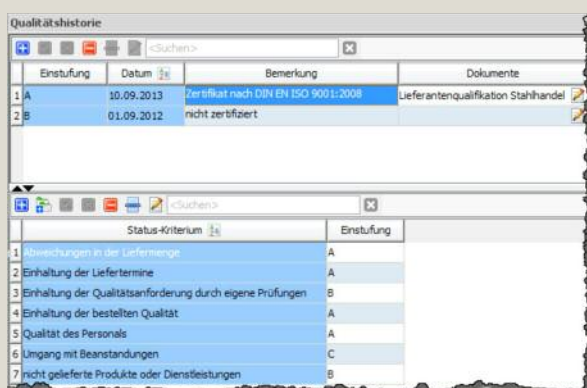 Qualitätshistorie
<Suchen>
Einstufung Datum Bemerkung Dokumente
1 A 10.09.2013 Zertifikat nach DIN EN ISO 9001:2008 Lieferantenqualifikation Stahlhandel
2 B 01.09.2012 nicht zertifiziert
<Suchen>
Status-Kriterium Einstufung
1 Abweichungen in der Liefermenge A
2 Einhaltung der Liefertermine A
3 Einhaltung der Qualitätsanforderung durch eigene Prüfungen B
4 Einhaltung der bestellten Qualität A
5 Qualität des Personals A
6 Umgang mit Beanstandungen C
7 nicht gelieferte Produkte oder Dienstleistungen B